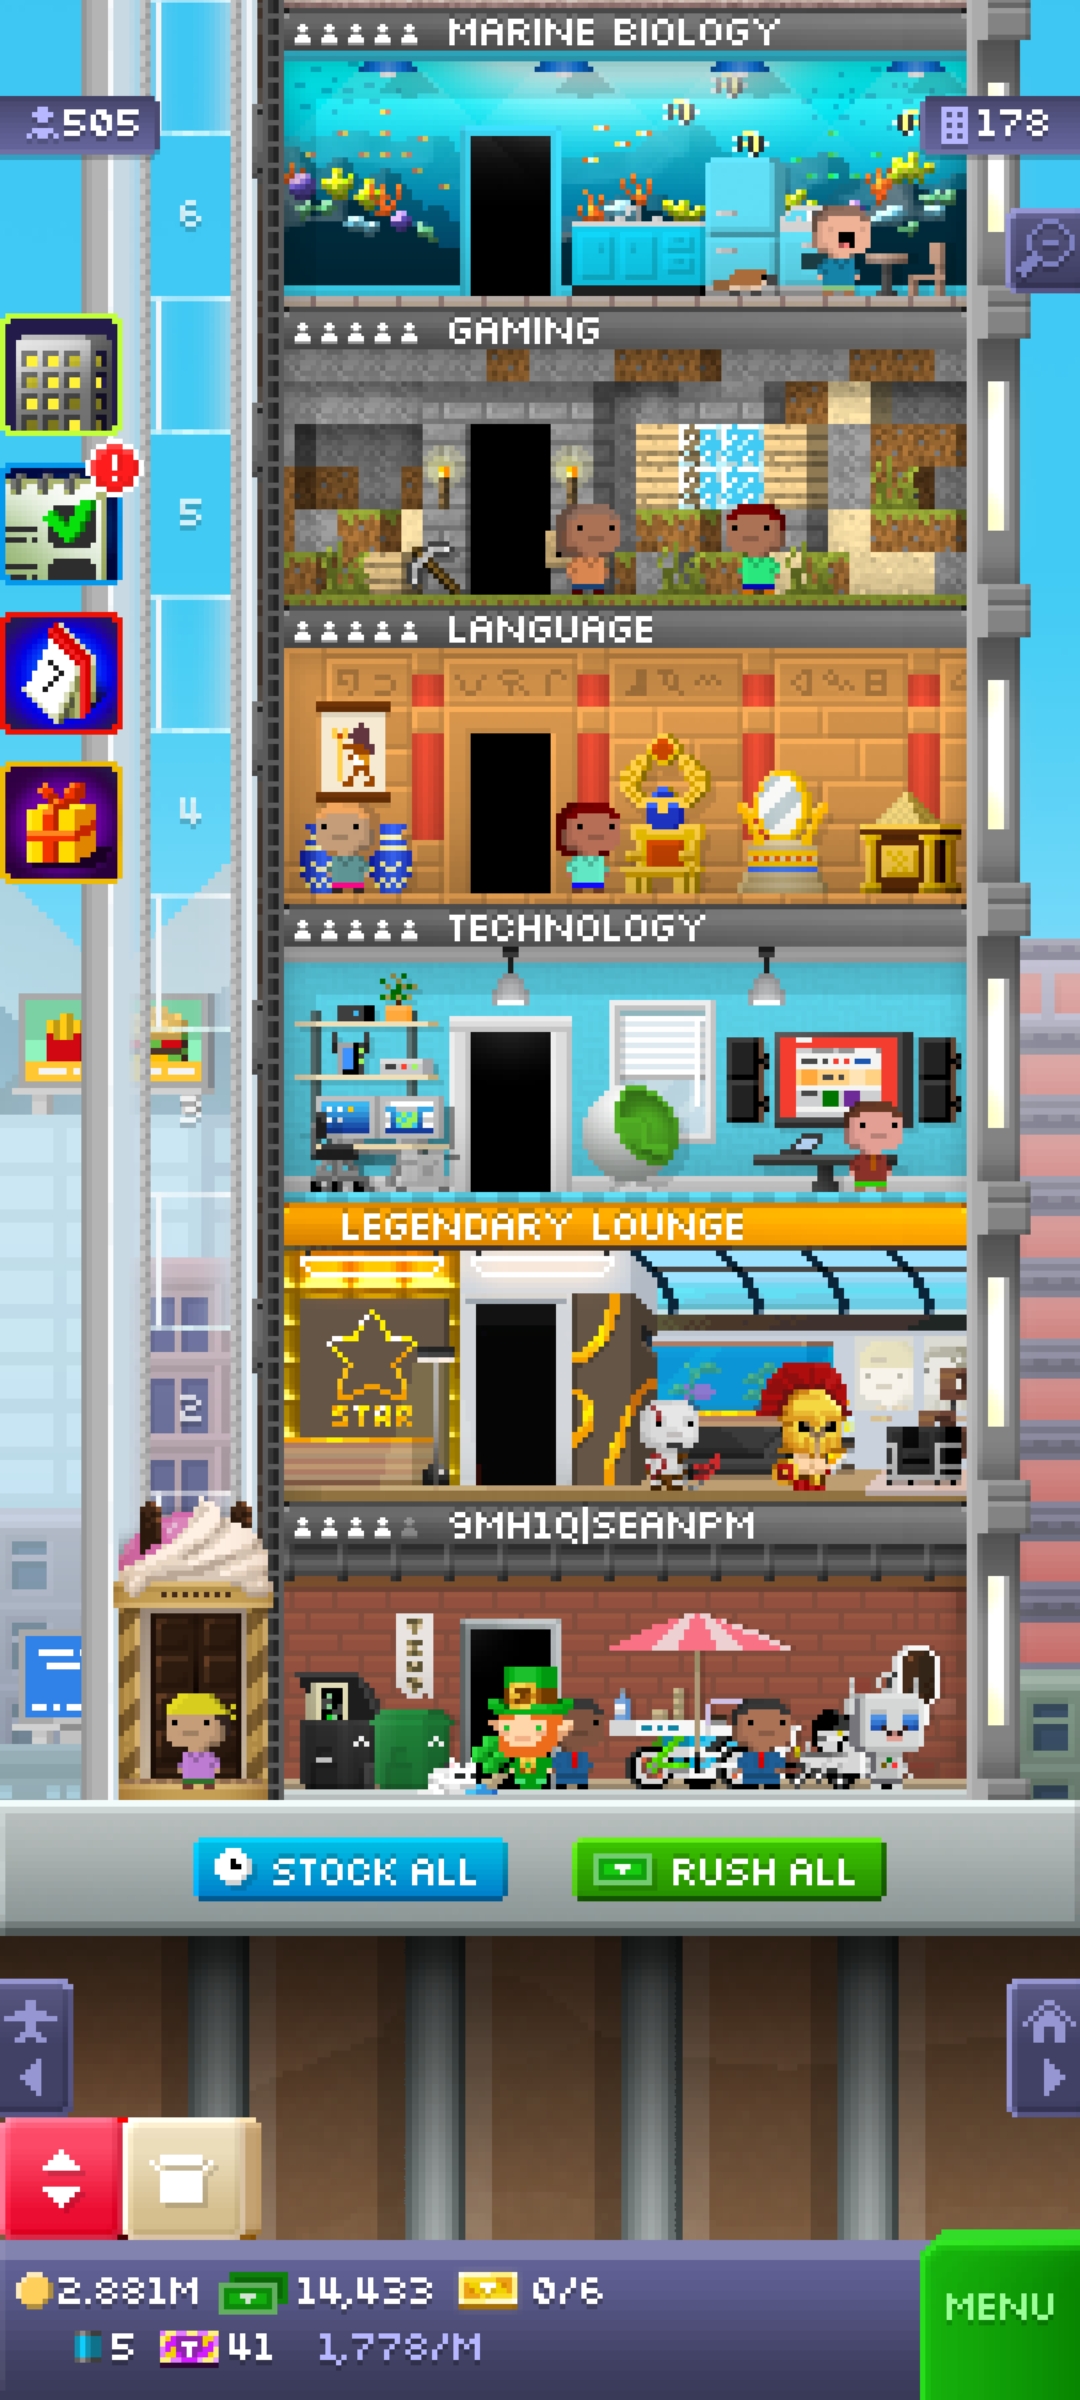 MARINE BIOLOGY
505
178
6
GAMING
5
LANGUAGE
4
TECHNOLOGY
3
LEGENDARY LOUNGE
STAR
2
9MH1Q|SEANPM
STOCK ALL
RUSH ALL
2.881M 14,433 0/6
5 41 1,778/M
MENU